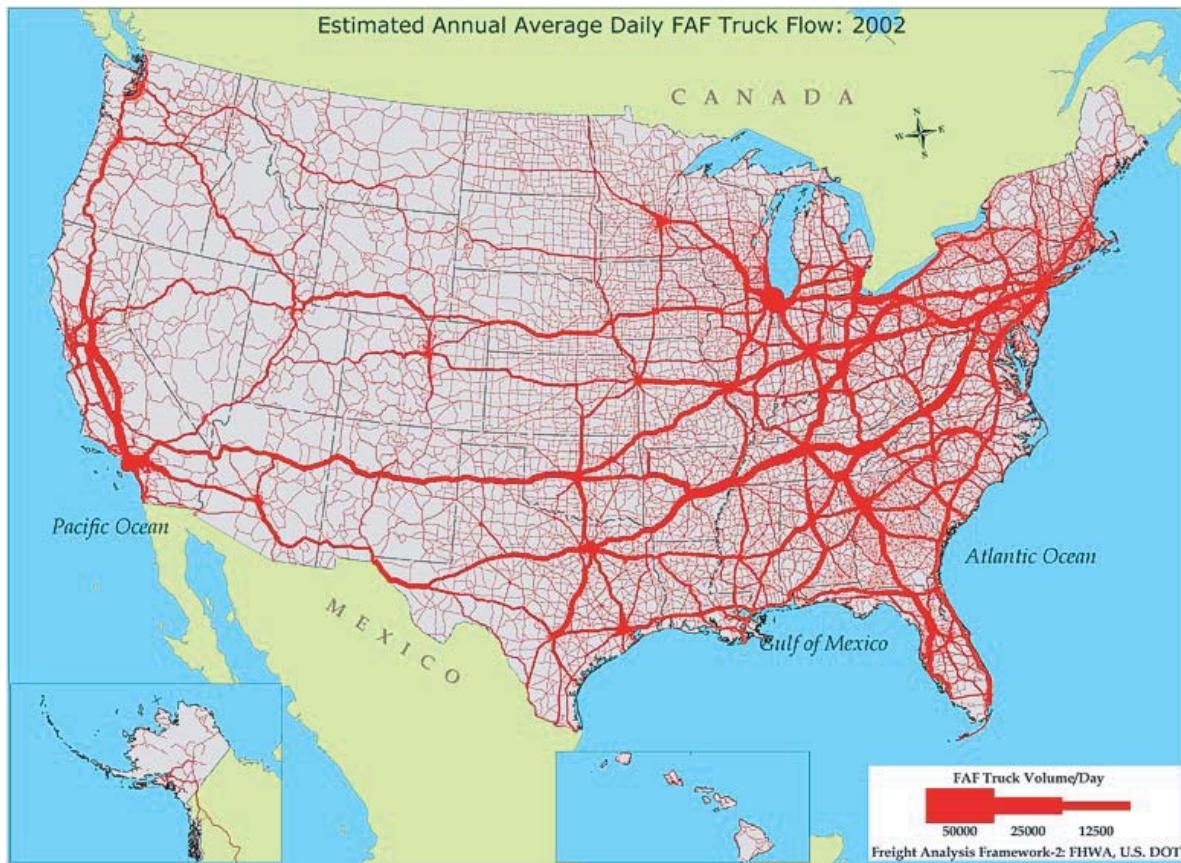 Estimated Annual Average Daily FAF Truck Flow: 2002
CANADA
N
W E
S
Pacific Ocean
Atlantic Ocean
MEXICO
Gulf of Mexico
FAF Truck Volume/Day
50000 25000 12500
Freight Analysis Framework-2: FHWA, U.S. DOT